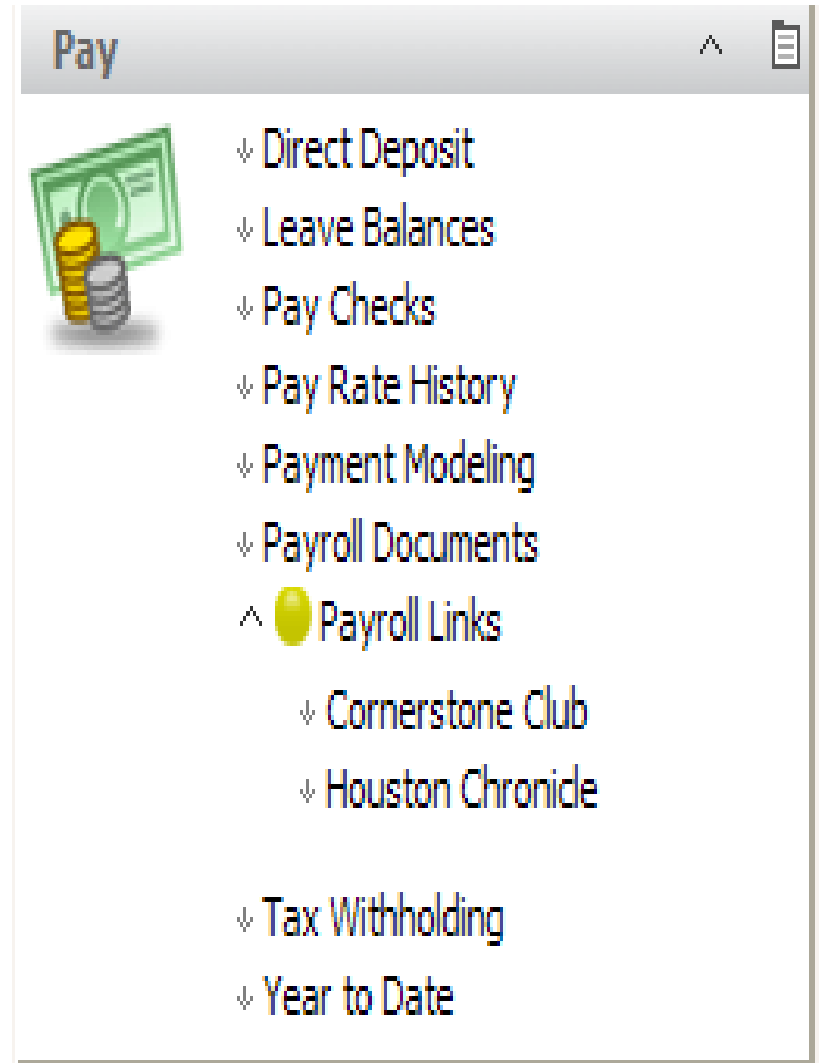 Pay
Direct Deposit
Leave Balances
Pay Checks
Pay Rate History
Payment Modeling
Payroll Documents
Payroll Links
Cornerstone Club
Houston Chronicle
Tax Withholding
Year to Date